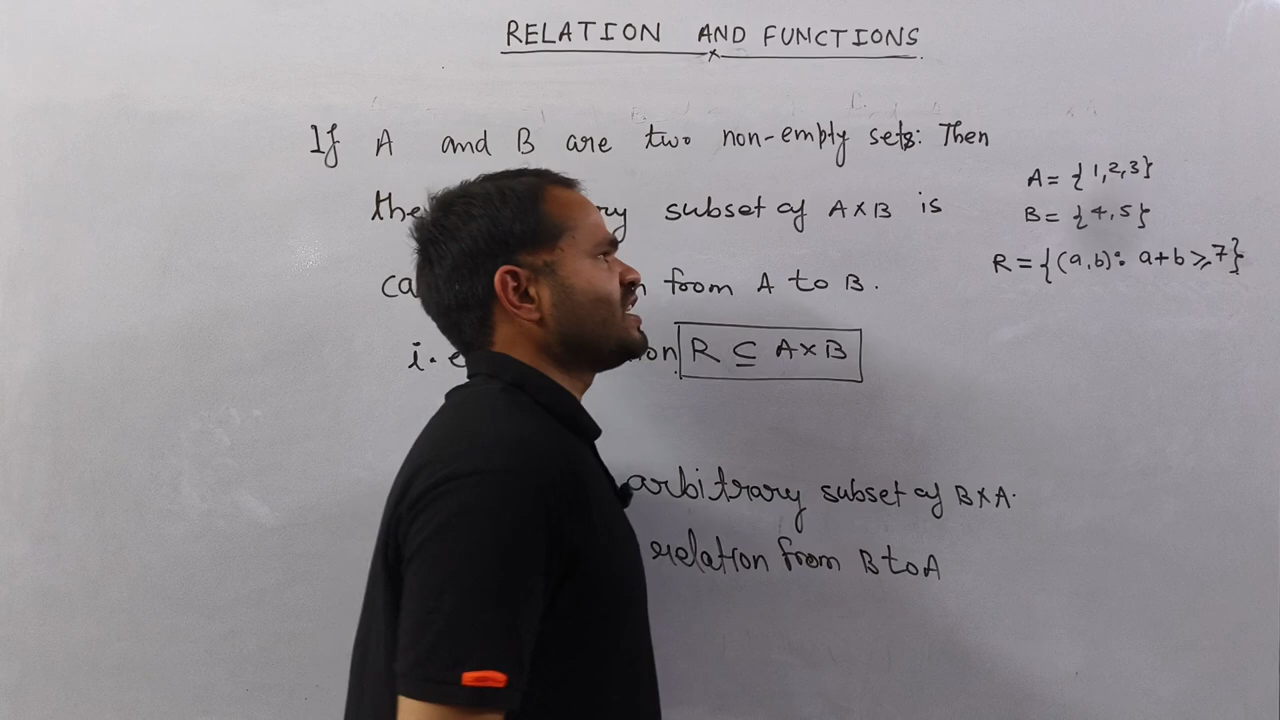 RELATION AND FUNCTIONS
If A and B are two non-empty sets: Then
the subset of A×B is
from A to B.
R ⊆ A×B
arbitrary subset of B×A.
relation from B to A
A = {1,2,3}
B = {4,5}
R = {(a,b): a+b ⩾ 7}